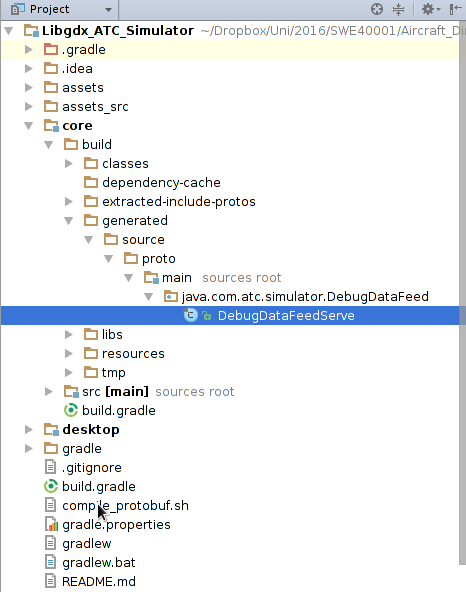 Project
Libgdx_ATC_Simulator ~/Dropbox/Uni/2016/SWE40001/Aircraft_Di
.gradle
.idea
assets
assets_src
core
build
classes
dependency-cache
extracted-include-protos
generated
source
proto
main sources root
java.com.atc.simulator.DebugDataFeed
DebugDataFeedServe
libs
resources
tmp
src [main] sources root
build.gradle
desktop
gradle
.gitignore
build.gradle
compile_protobuf.sh
gradle.properties
gradlew
gradlew.bat
README.md